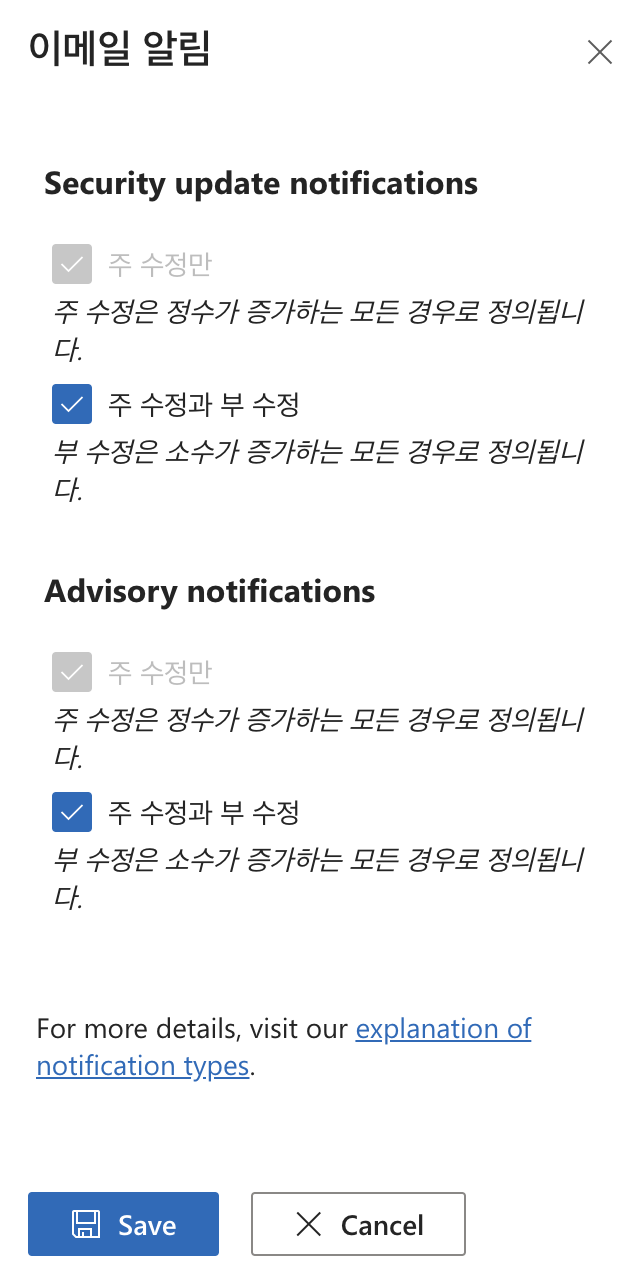 이메일 알림
Security update notifications
주 수정만
주 수정은 정수가 증가하는 모든 경우로 정의됩니
다.
주 수정과 부 수정
부 수정은 소수가 증가하는 모든 경우로 정의됩니
다.
Advisory notifications
주 수정만
주 수정은 정수가 증가하는 모든 경우로 정의됩니
다.
주 수정과 부 수정
부 수정은 소수가 증가하는 모든 경우로 정의됩니
다.
For more details, visit our explanation of
notification types.
Save
Cancel